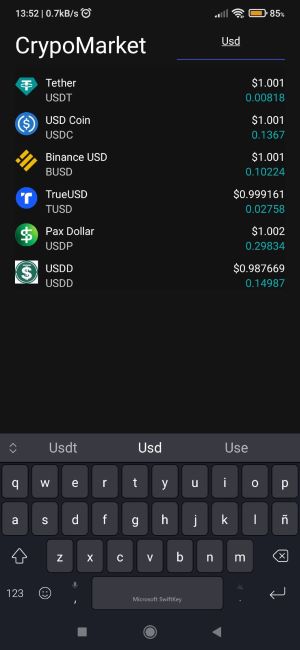 13:52 | 0.7kB/s 85%
CrypoMarket Usd
Tether $1.001
USDT 0.00818
USD Coin $1.001
USDC 0.1367
Binance USD $1.001
BUSD 0.10224
TrueUSD $0.999161
TUSD 0.02758
Pax Dollar $1.002
USDP 0.29834
USDD $0.987669
USDD 0.14987
Usdt Usd Use
q w e r t y u i o p
a s d f g h j k l ñ
z x c v b n m
123 , Microsoft SwiftKey .